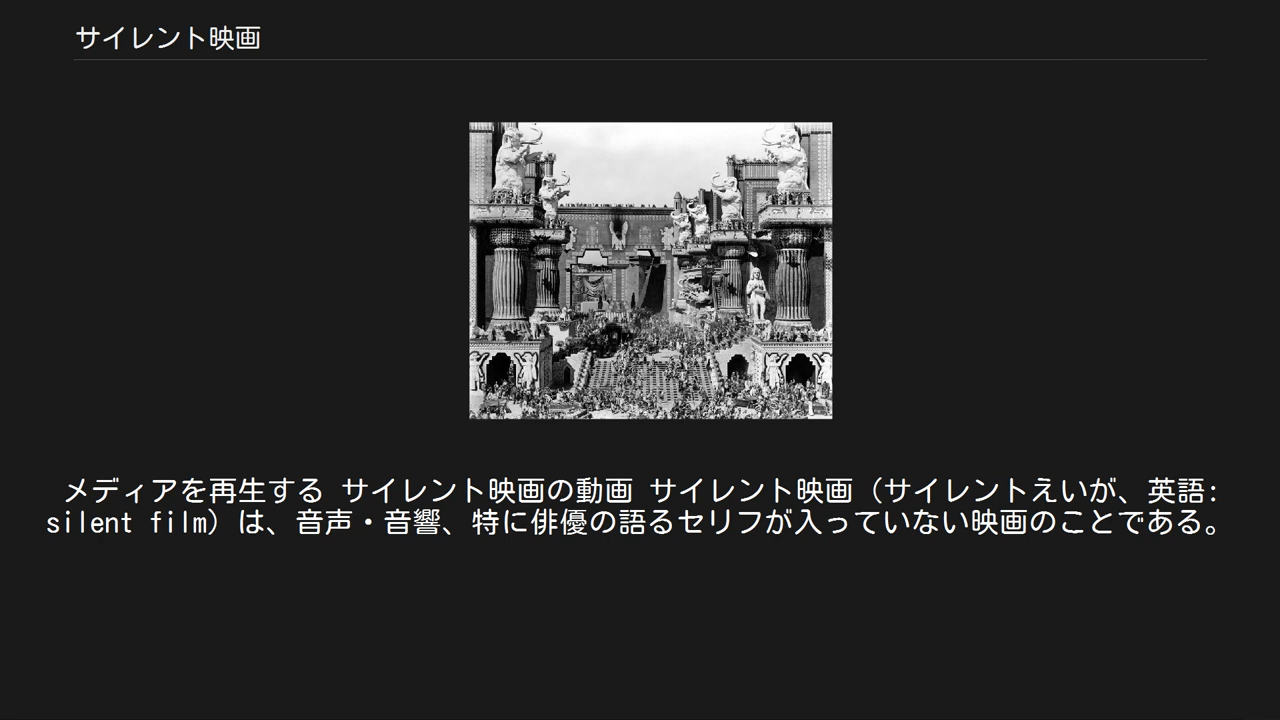 サイレント映画
メディアを再生する サイレント映画の動画 サイレント映画（サイレントえいが、英語:
silent film）は、音声・音響、特に俳優の語るセリフが入っていない映画のことである。